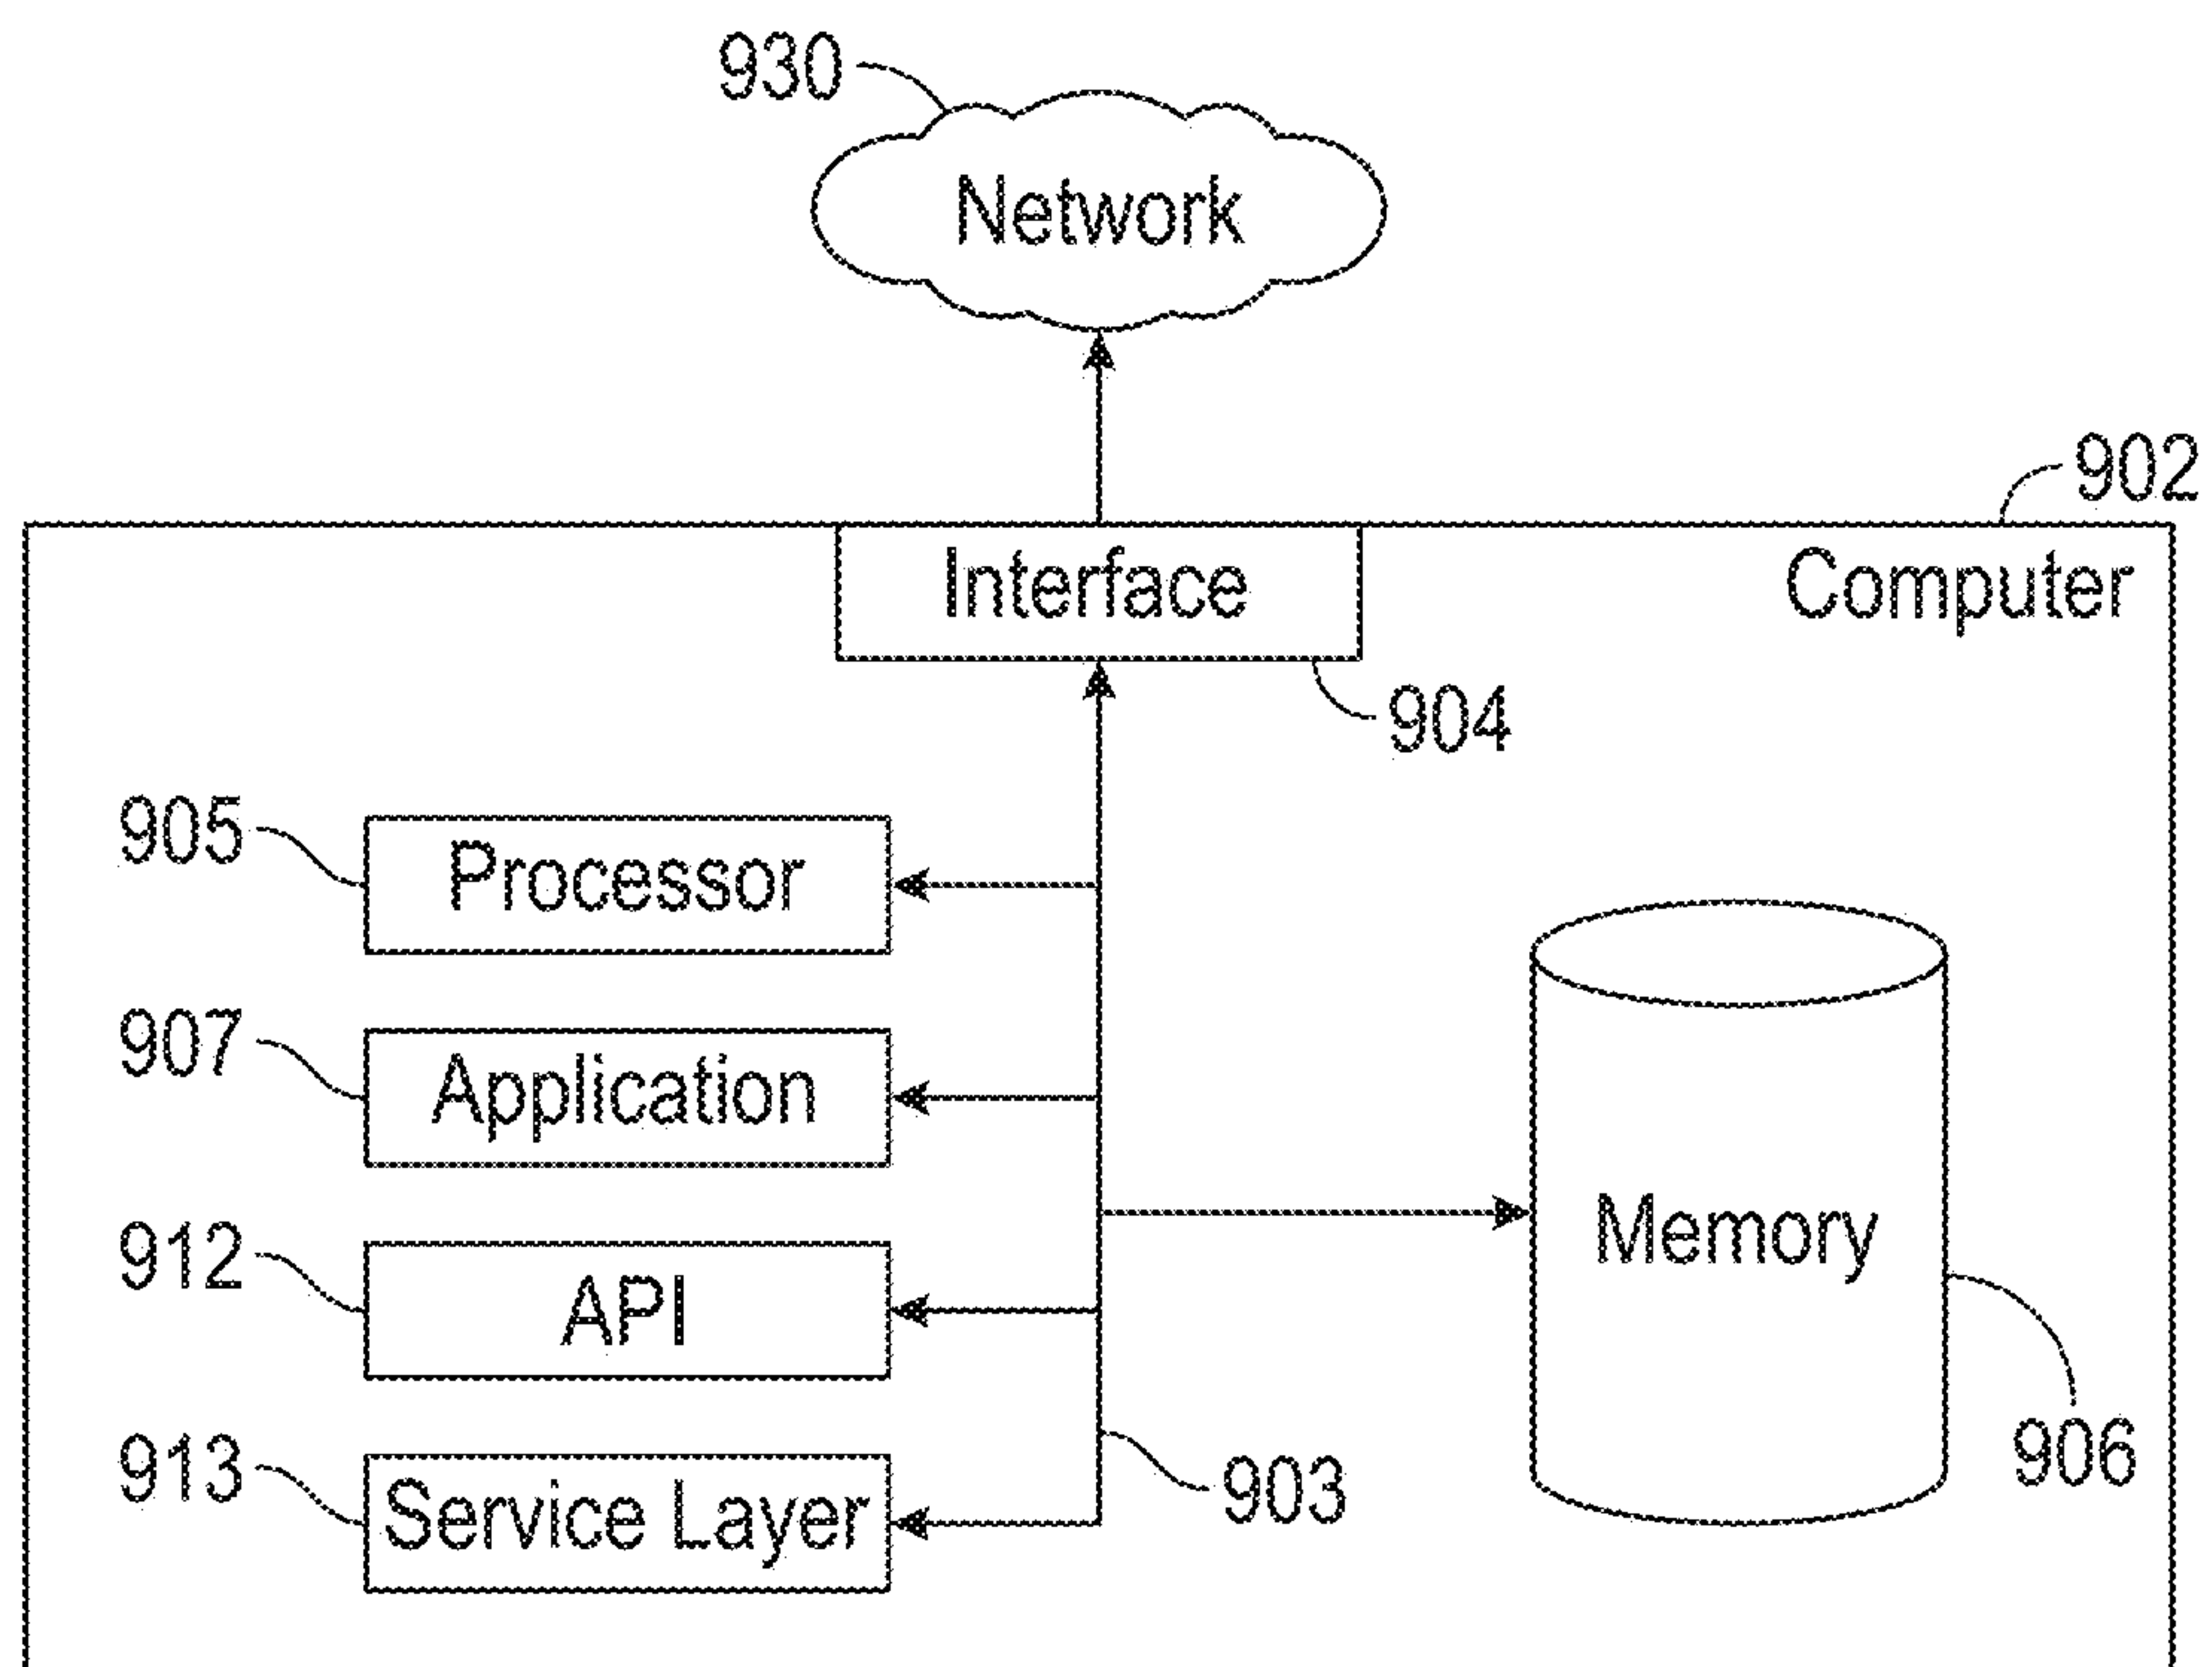 930
Network
902
Interface
Computer
904
905
Processor
907
Application
Memory
912
API
906
913
Service Layer
903